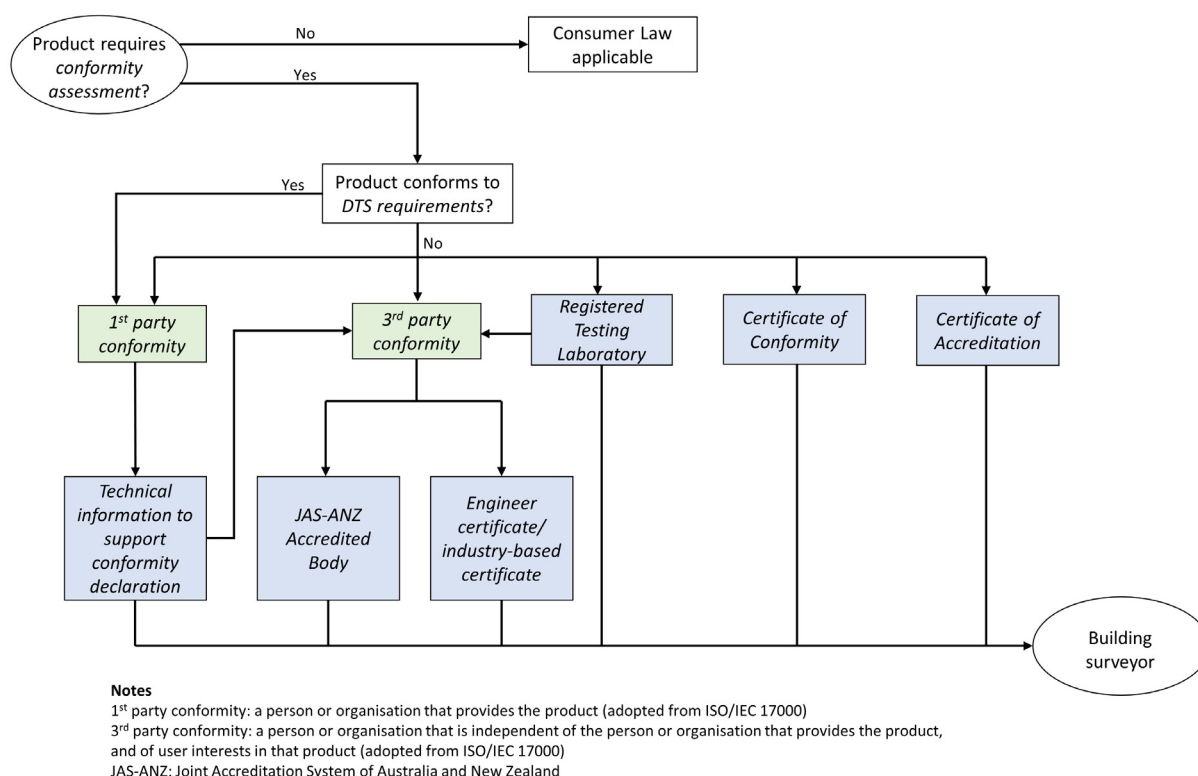 Product requires
conformity
assessment?
No
Consumer Law
applicable
Yes
Product conforms to
DTS requirements?
Yes
No
1st party
conformity
3rd party
conformity
Registered
Testing
Laboratory
Certificate of
Conformity
Certificate of
Accreditation
Technical
information to
support
conformity
declaration
JAS-ANZ
Accredited
Body
Engineer
certificate/
industry-based
certificate
Building
surveyor
Notes
1st party conformity: a person or organisation that provides the product (adopted from ISO/IEC 17000)
3rd party conformity: a person or organisation that is independent of the person or organisation that provides the product,
and of user interests in that product (adopted from ISO/IEC 17000)
JAS-ANZ: Joint Accreditation System of Australia and New Zealand